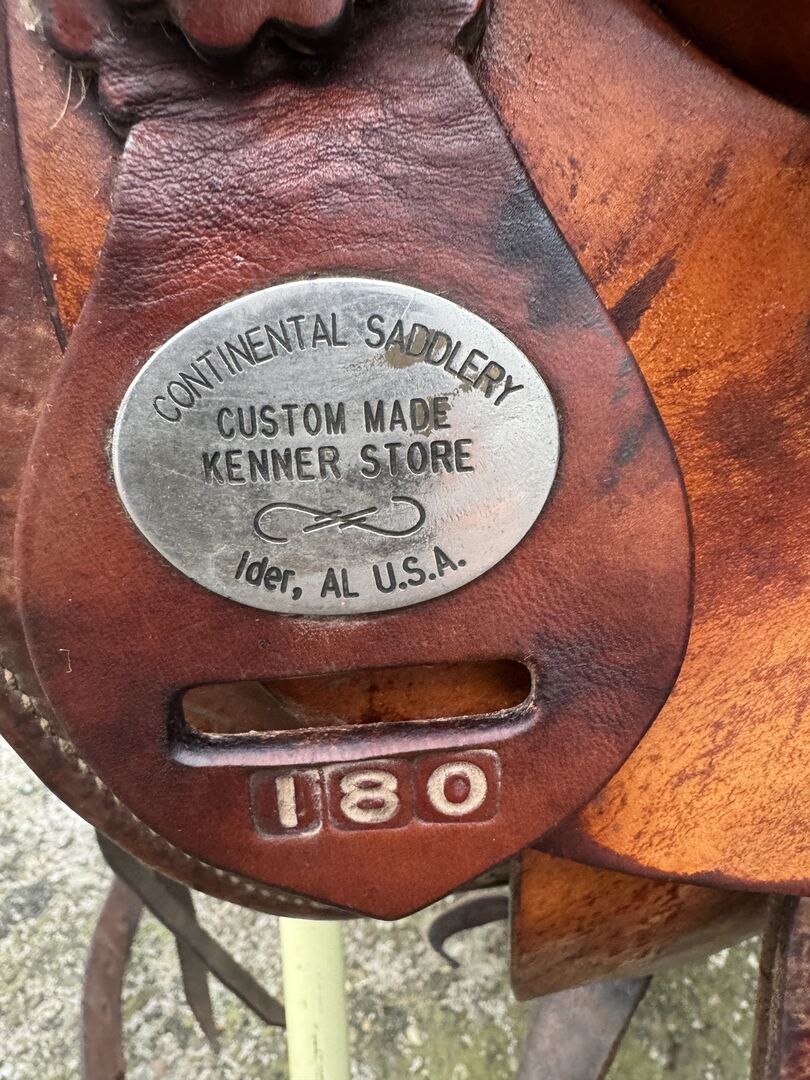 CONTINENTAL SADDLERY
CUSTOM MADE
KENNER STORE
Ider, AL U.S.A.
180